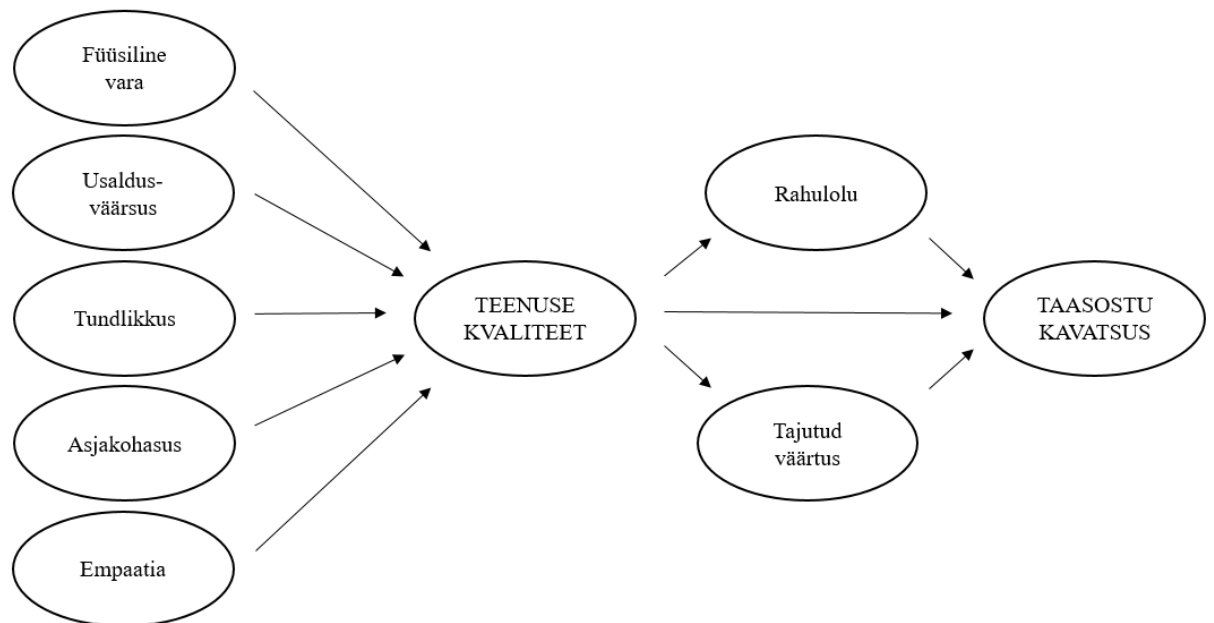 Füüsiline
vara
Usaldus-
väärsus
Tundlikkus
Asjakohasus
Empaatia
TEENUSE
KVALITEET
Rahulolu
Tajutud
väärtus
TAASOSTU
KAVATSUS